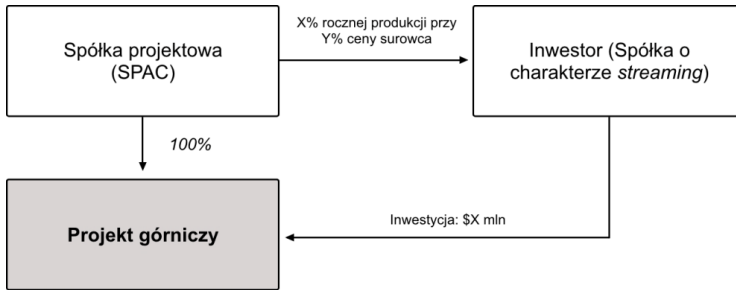 X% rocznej produkcji przy
Y% ceny surowca
Spółka projektowa
(SPAC)
Inwestor (Spółka o
charakterze streaming)
100%
Projekt górniczy
Inwestycja: $X mln